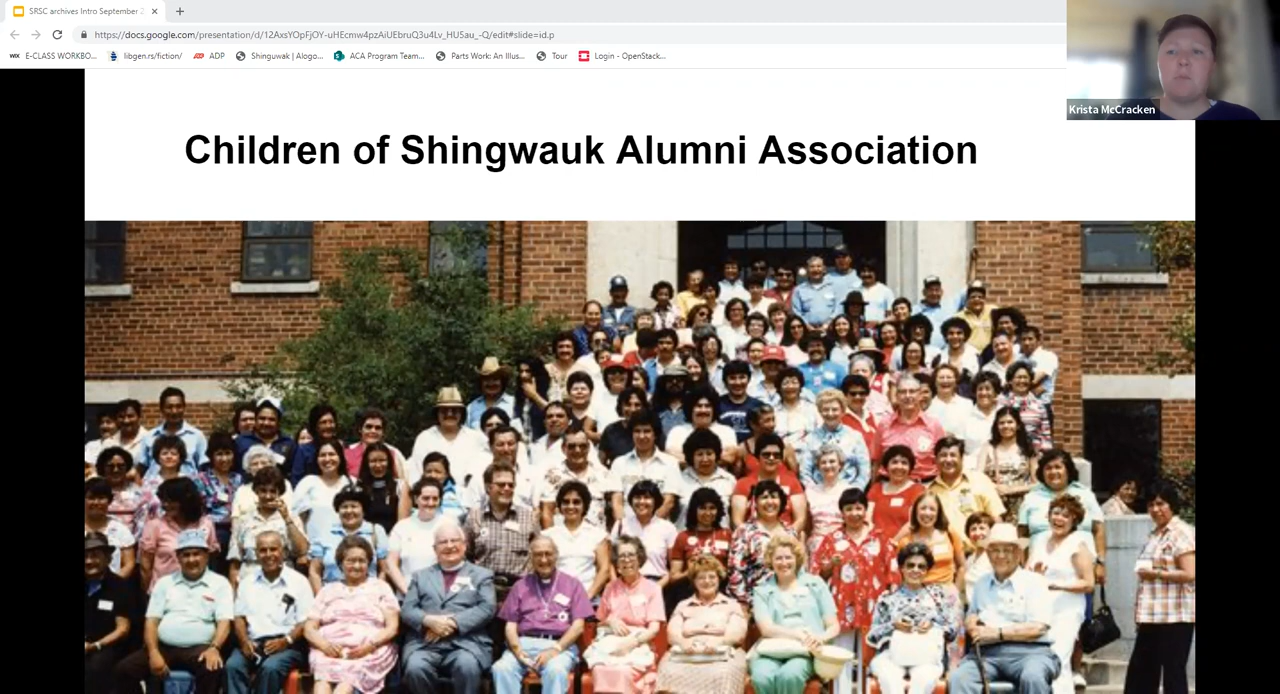 SRSC archives Intro September 2
https://docs.google.com/presentation/d/12AxsYOpFjOY-uHEcmw4pzAiUEbruQ3u4Lv_HUSau_-Q/edit#slide=id.p
WIX E-CLASS WORKBO... libgen.rs/fiction/ ADP Shinguwak | Alogo... ACA Program Team... Parts Work: An Illus... Tour Login - OpenStack...
Krista McCracken
Children of Shingwauk Alumni Association